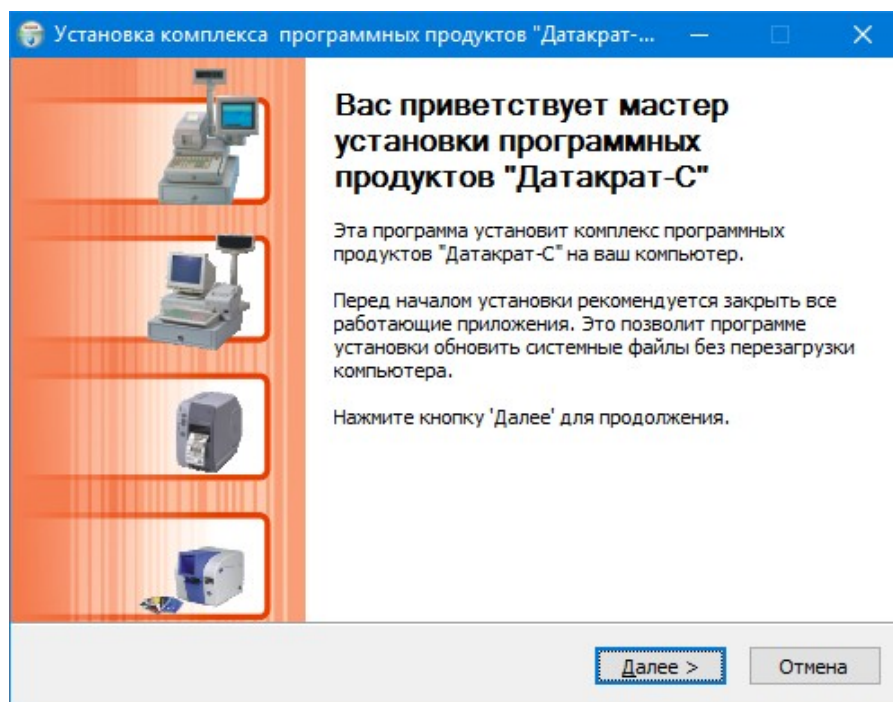 Установка комплекса  программных продуктов "Датакрат-...
Вас приветствует мастер
установки программных
продуктов "Датакрат-С"
Эта программа установит комплекс программных
продуктов "Датакрат-С" на ваш компьютер.
Перед началом установки рекомендуется закрыть все
работающие приложения. Это позволит программе
установки обновить системные файлы без перезагрузки
компьютера.
Нажмите кнопку 'Далее' для продолжения.
Далее >
Отмена